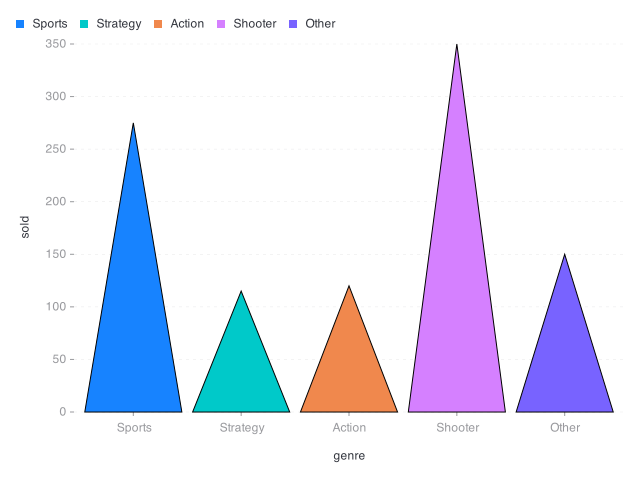 Sports Strategy Action Shooter Other
350
300
250
200
150
100
50
0
sold
Sports Strategy Action Shooter Other
genre